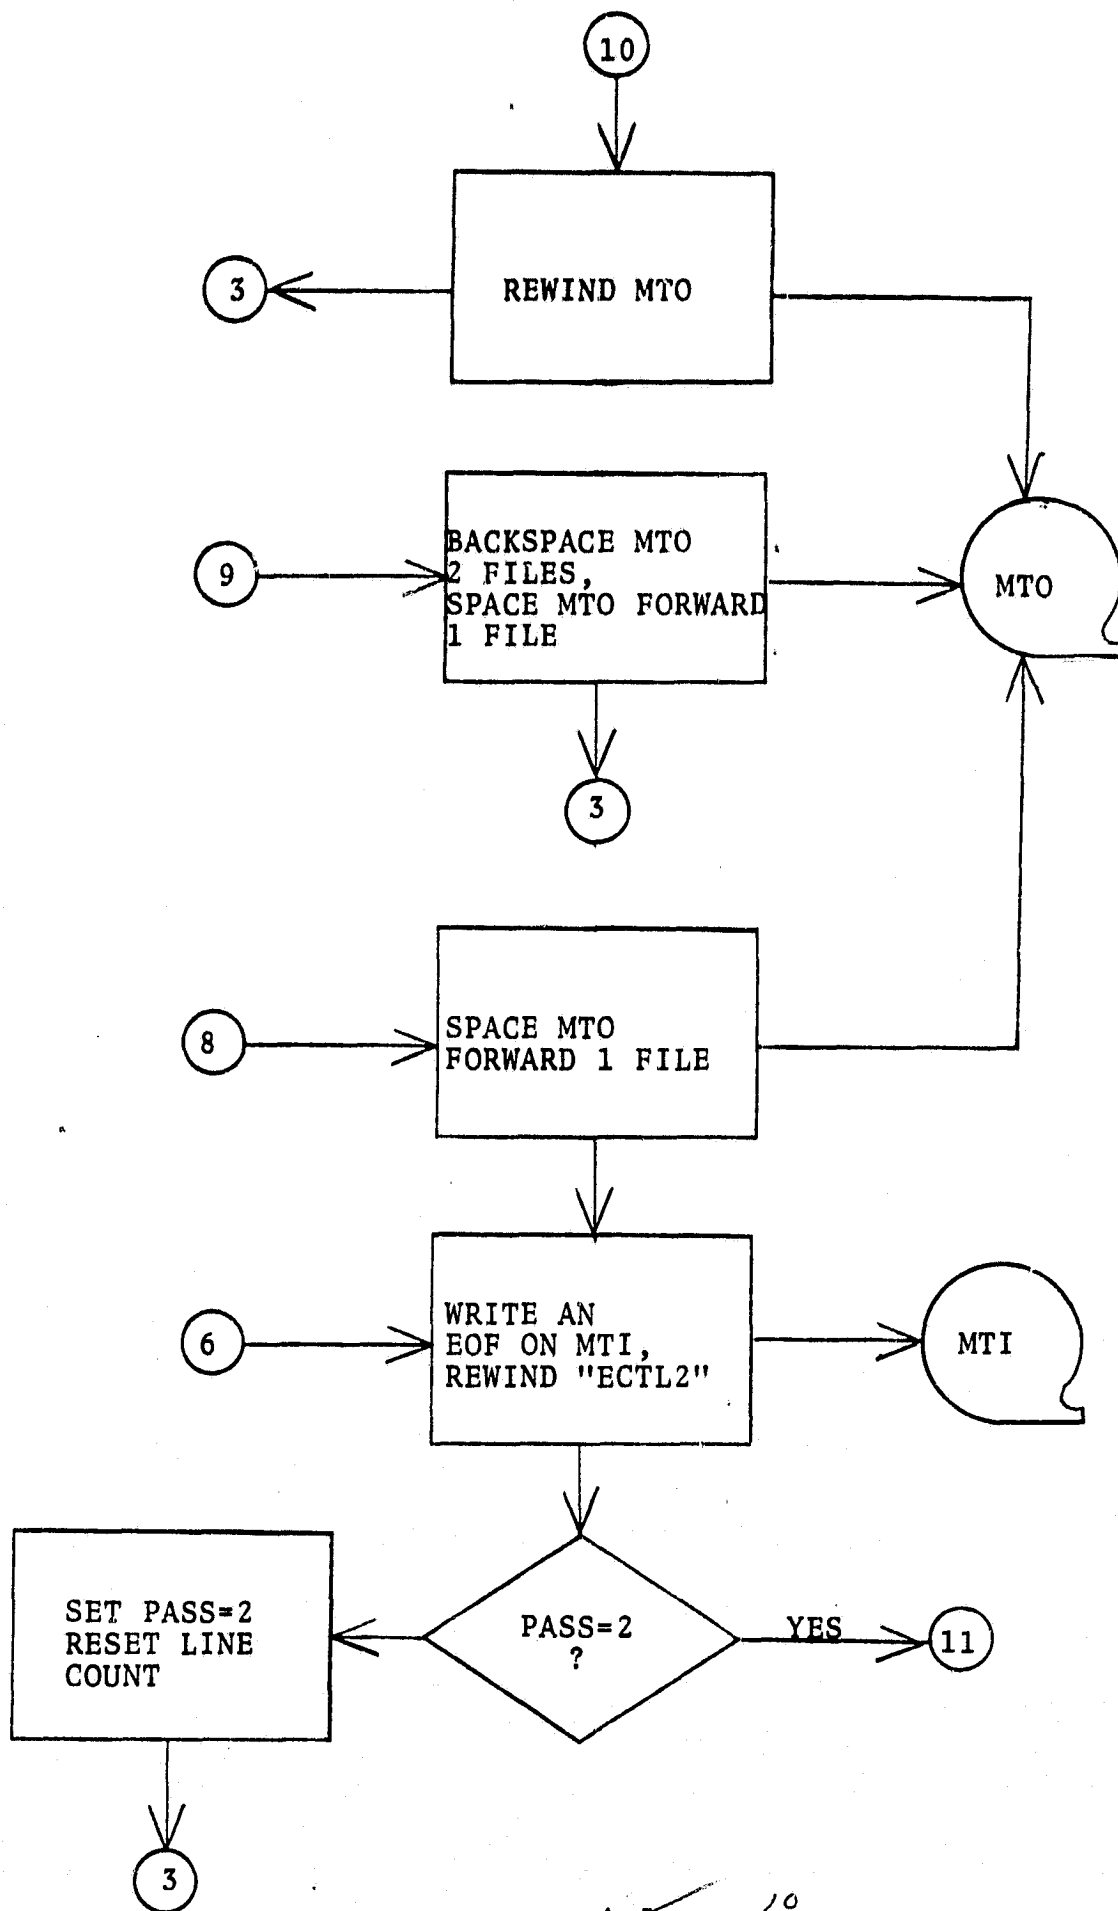 10
3
REWIND MTO
9
BACKSPACE MTO
2 FILES,
SPACE MTO FORWARD
1 FILE
MTO
3
8
SPACE MTO
FORWARD 1 FILE
6
WRITE AN
EOF ON MTI,
REWIND "ECTL2"
MTI
SET PASS=2
RESET LINE
COUNT
PASS=2
?
YES
11
3
10